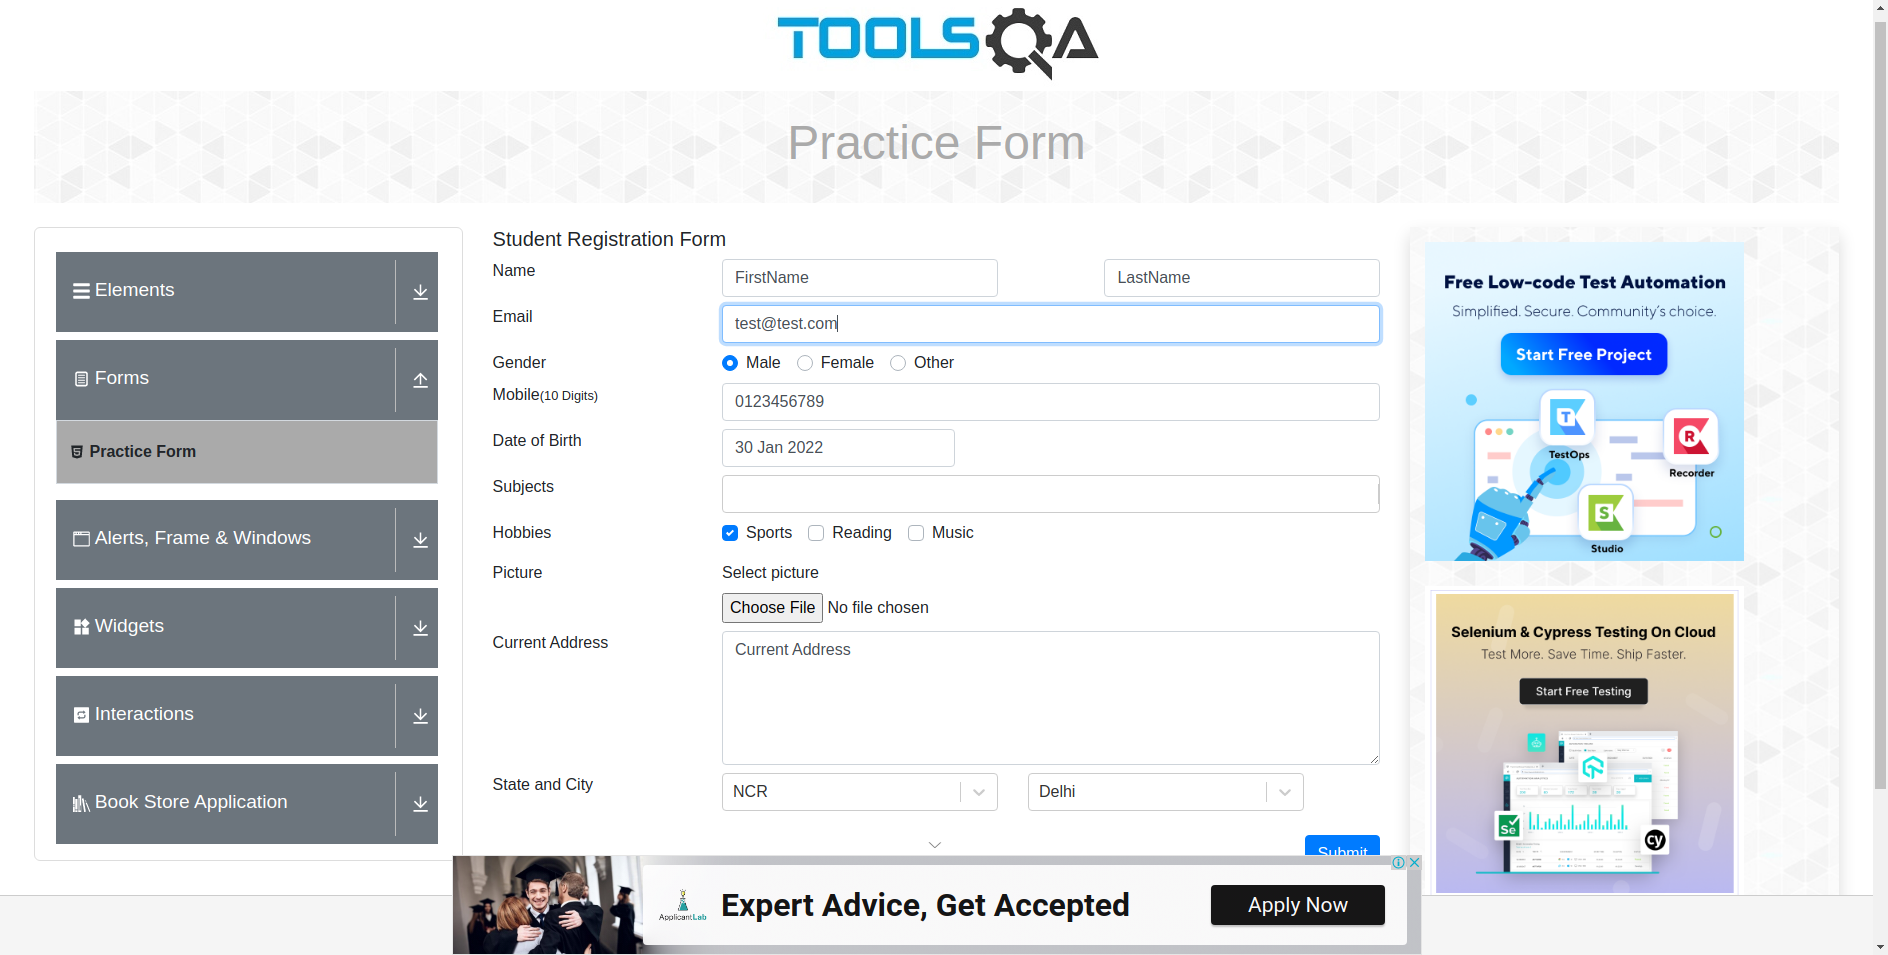 TOOLSQA
Practice Form
Elements
Forms
Practice Form
Alerts, Frame & Windows
Widgets
Interactions
Book Store Application
Student Registration Form
Name
FirstName
LastName
Email
test@test.com
Gender
Male
Female
Other
Mobile(10 Digits)
0123456789
Date of Birth
30 Jan 2022
Subjects
Hobbies
Sports
Reading
Music
Picture
Select picture
Choose File No file chosen
Current Address
Current Address
State and City
NCR
Delhi
Submit
Free Low-code Test Automation
Simplified. Secure. Community's choice.
Start Free Project
T
TestOps
R
Recorder
S
Studio
Selenium & Cypress Testing On Cloud
Test More. Save Time. Ship Faster.
Start Free Testing
Se
cy
ApplicantLab
Expert Advice, Get Accepted
Apply Now